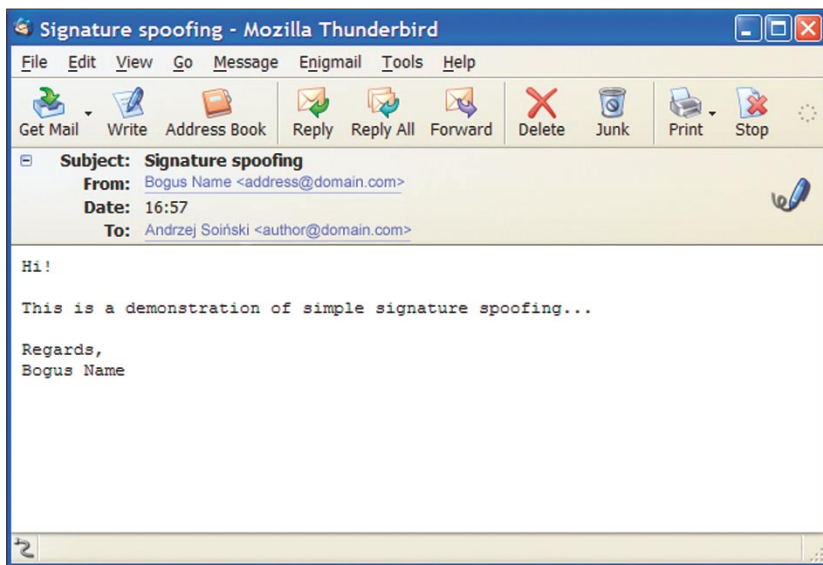 Signature spoofing - Mozilla Thunderbird
File Edit View Go Message Enigmail Tools Help
Get Mail Write Address Book Reply Reply All Forward Delete Junk Print Stop
Subject: Signature spoofing
From: Bogus Name <address@domain.com>
Date: 16:57
To: Andrzej Soiński <author@domain.com>
Hi!
This is a demonstration of simple signature spoofing...
Regards,
Bogus Name